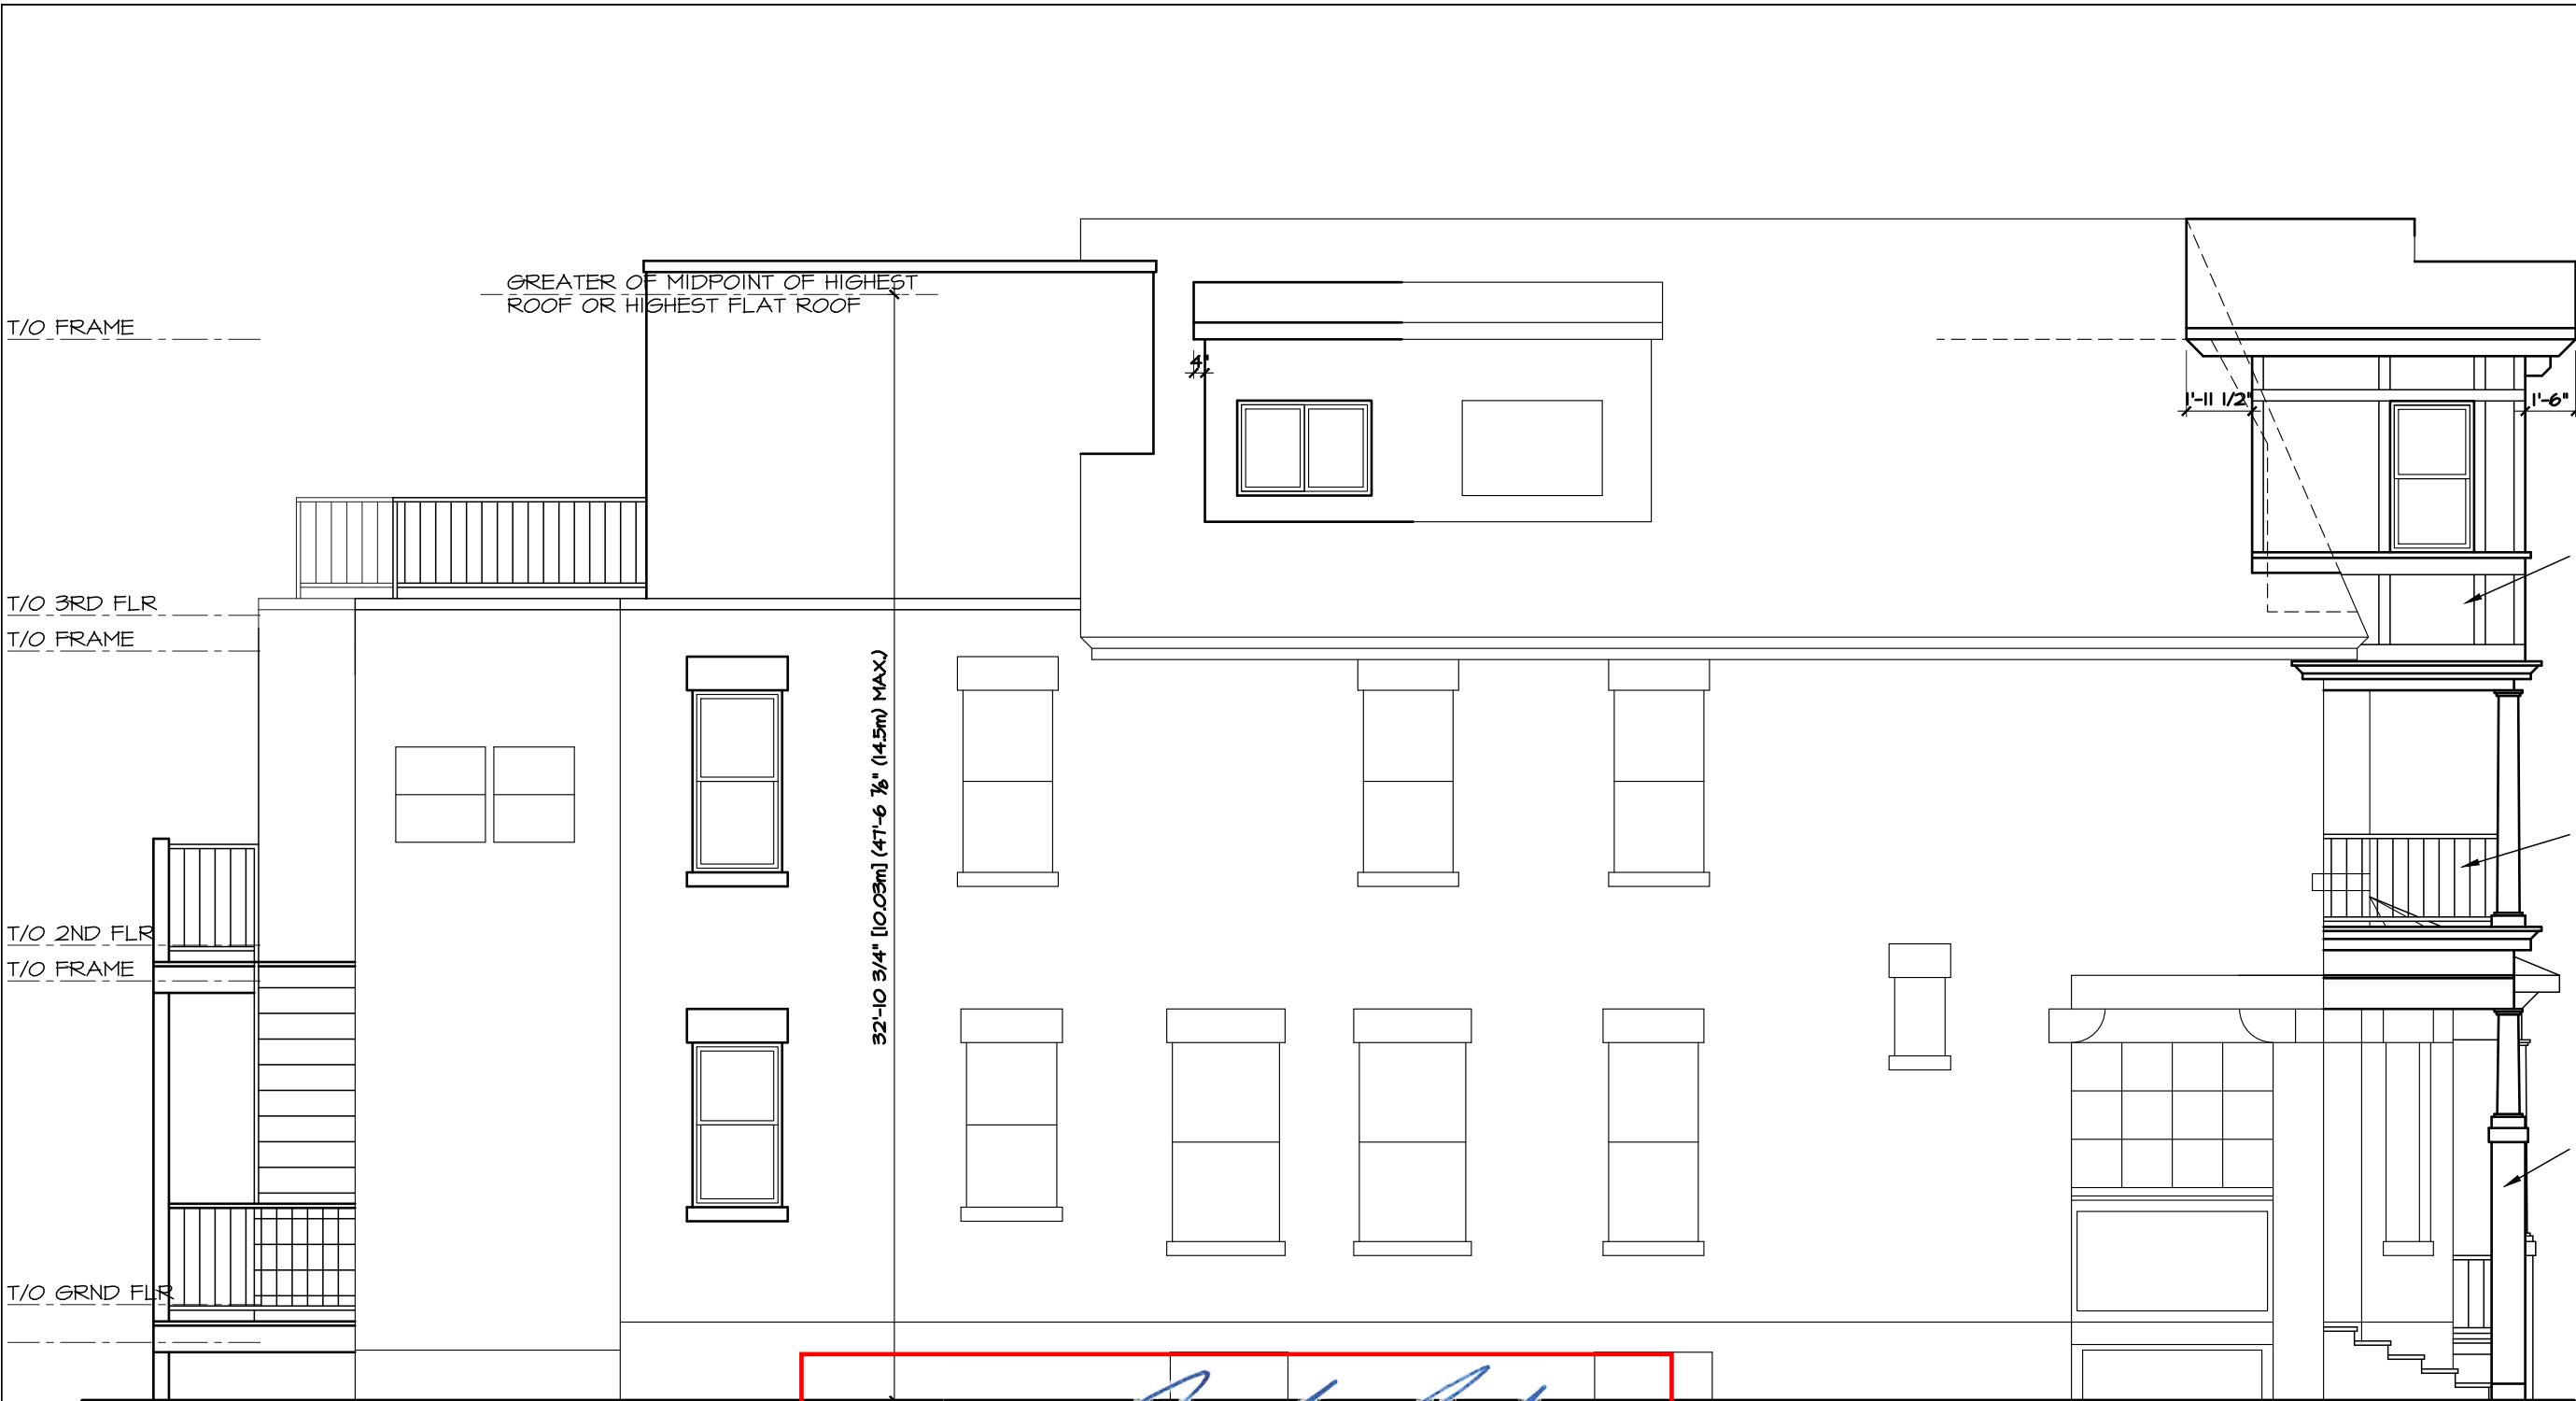 GREATER OF MIDPOINT OF HIGHEST
ROOF OR HIGHEST FLAT ROOF
T/O FRAME
4"
1'-11 1/2"
1'-6"
T/O 3RD FLR
T/O FRAME
32'-10 3/4" [10.03m] (47'-6 7/8" (14.5m) MAX.)
T/O 2ND FLR
T/O FRAME
T/O GRND FLR